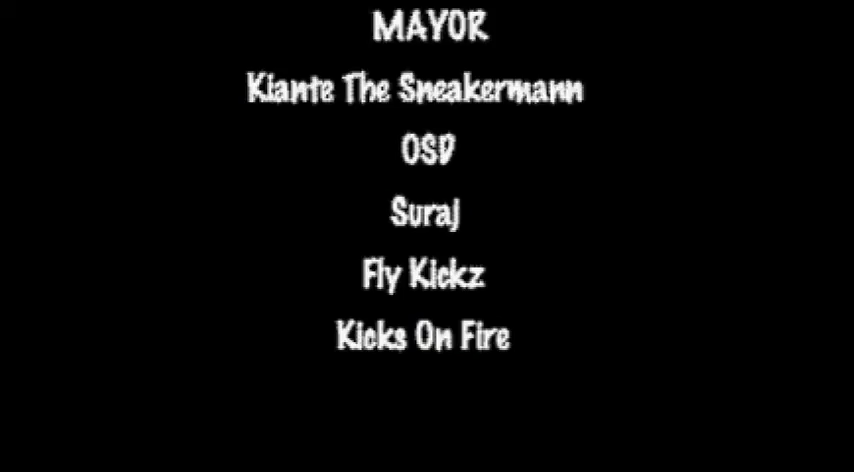 MAYOR
Kiante The Sneakermann
OSD
Suraj
Fly Kickz
Kicks On Fire